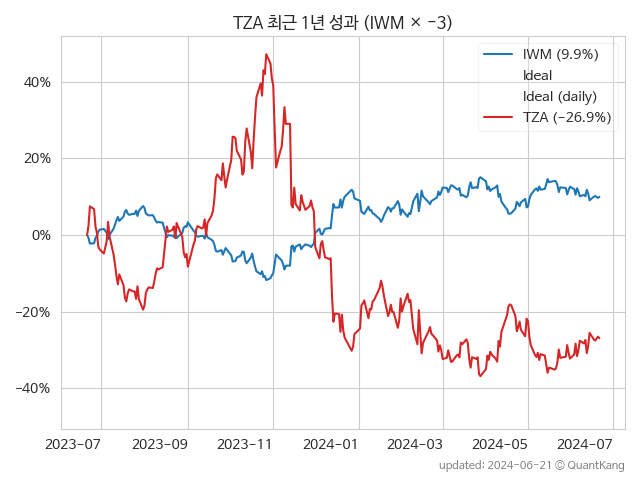 TZA 최근 1년 성과 (IWM × −3)
IWM (9.9%)
Ideal
Ideal (daily)
TZA (−26.9%)
40%
20%
0%
−20%
−40%
2023-07 2023-09 2023-11 2024-01 2024-03 2024-05 2024-07
updated: 2024-06-21 © QuantKang